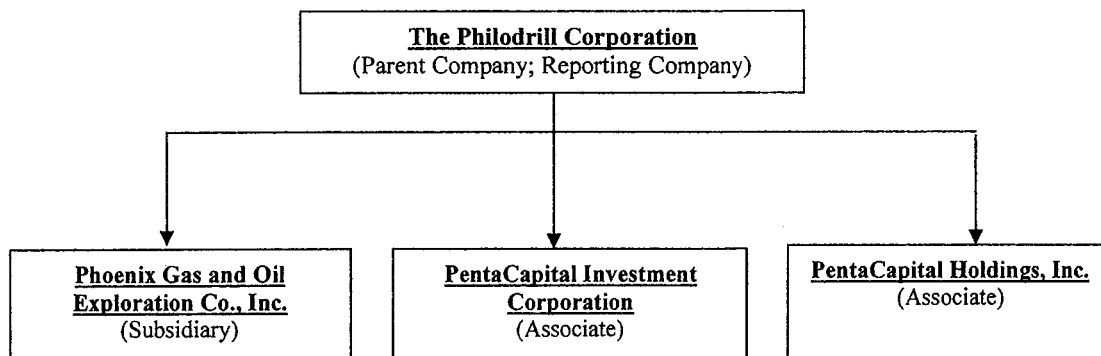 The Philodrill Corporation
(Parent Company; Reporting Company)
Phoenix Gas and Oil
Exploration Co., Inc.
(Subsidiary)
PentaCapital Investment
Corporation
(Associate)
PentaCapital Holdings, Inc.
(Associate)